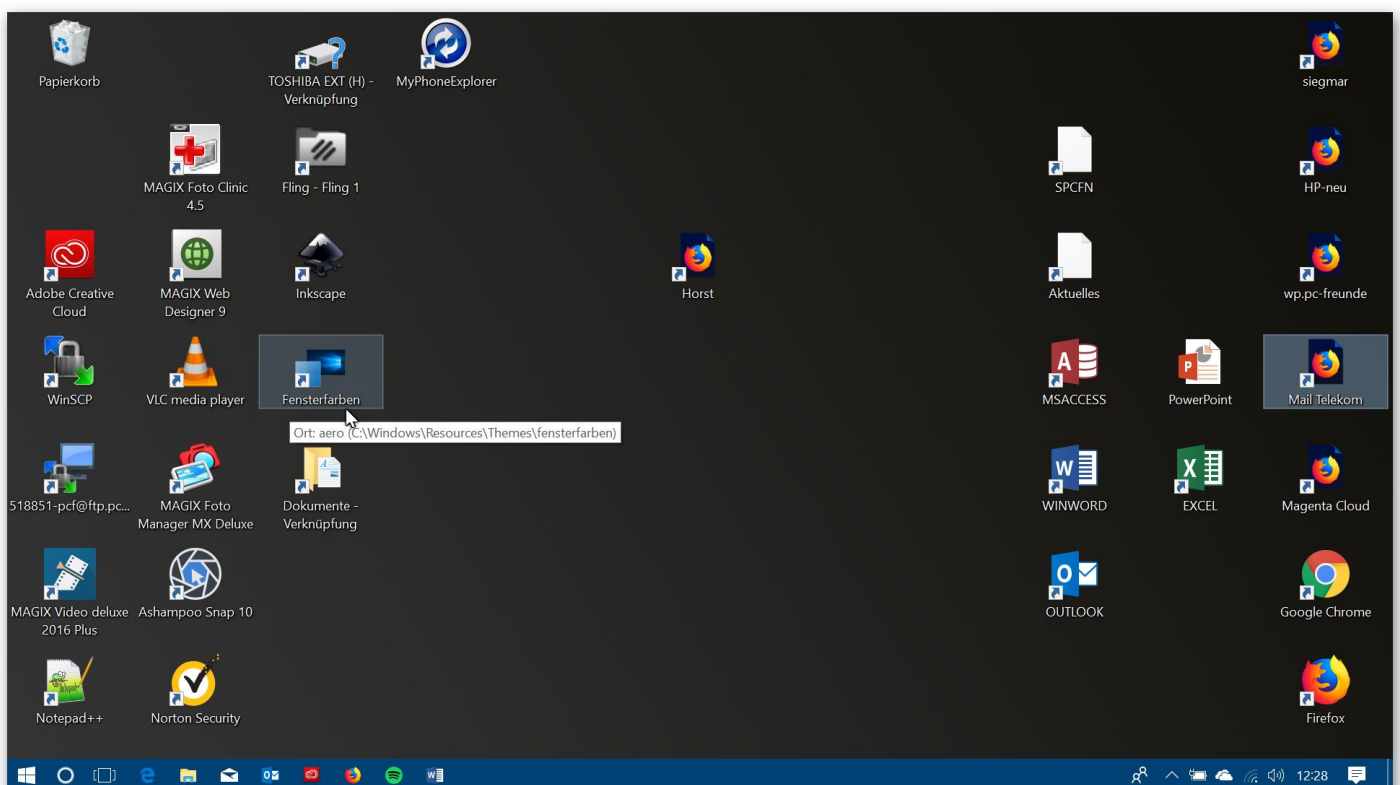 Papierkorb
TOSHIBA EXT (H) -
Verknüpfung
MyPhoneExplorer
siegmar
MAGIX Foto Clinic
4.5
Fling - Fling 1
SPCFN
HP-neu
Adobe Creative
Cloud
MAGIX Web
Designer 9
Inkscape
Horst
Aktuelles
wp.pc-freunde
WinSCP
VLC media player
Fensterfarben
MSACCESS
PowerPoint
Mail Telekom
Ort: aero (C:\Windows\Resources\Themes\fensterfarben)
518851-pcf@ftp.pc...
MAGIX Foto
Manager MX Deluxe
Dokumente -
Verknüpfung
WINWORD
EXCEL
Magenta Cloud
MAGIX Video deluxe
2016 Plus
Ashampoo Snap 10
OUTLOOK
Google Chrome
Notepad++
Norton Security
Firefox
12:28